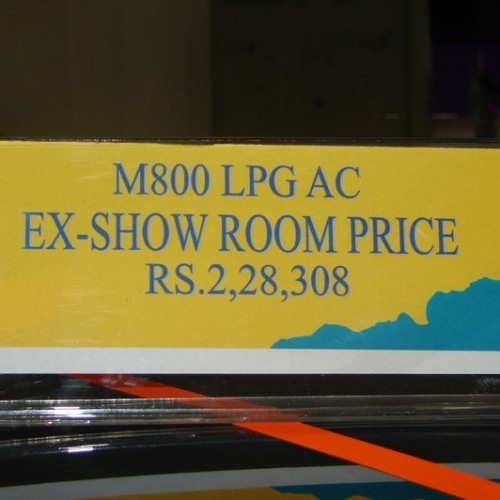 M800 LPG AC
EX-SHOW ROOM PRICE
RS.2,28,308